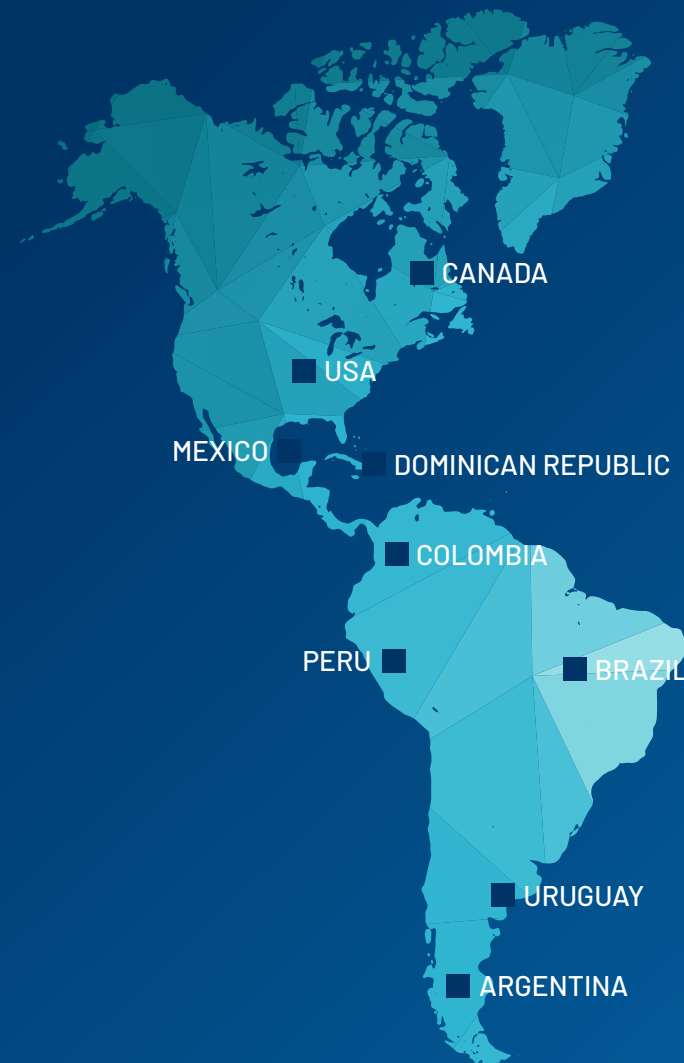 CANADA
USA
MEXICO
DOMINICAN REPUBLIC
COLOMBIA
PERU
BRAZIL
URUGUAY
ARGENTINA